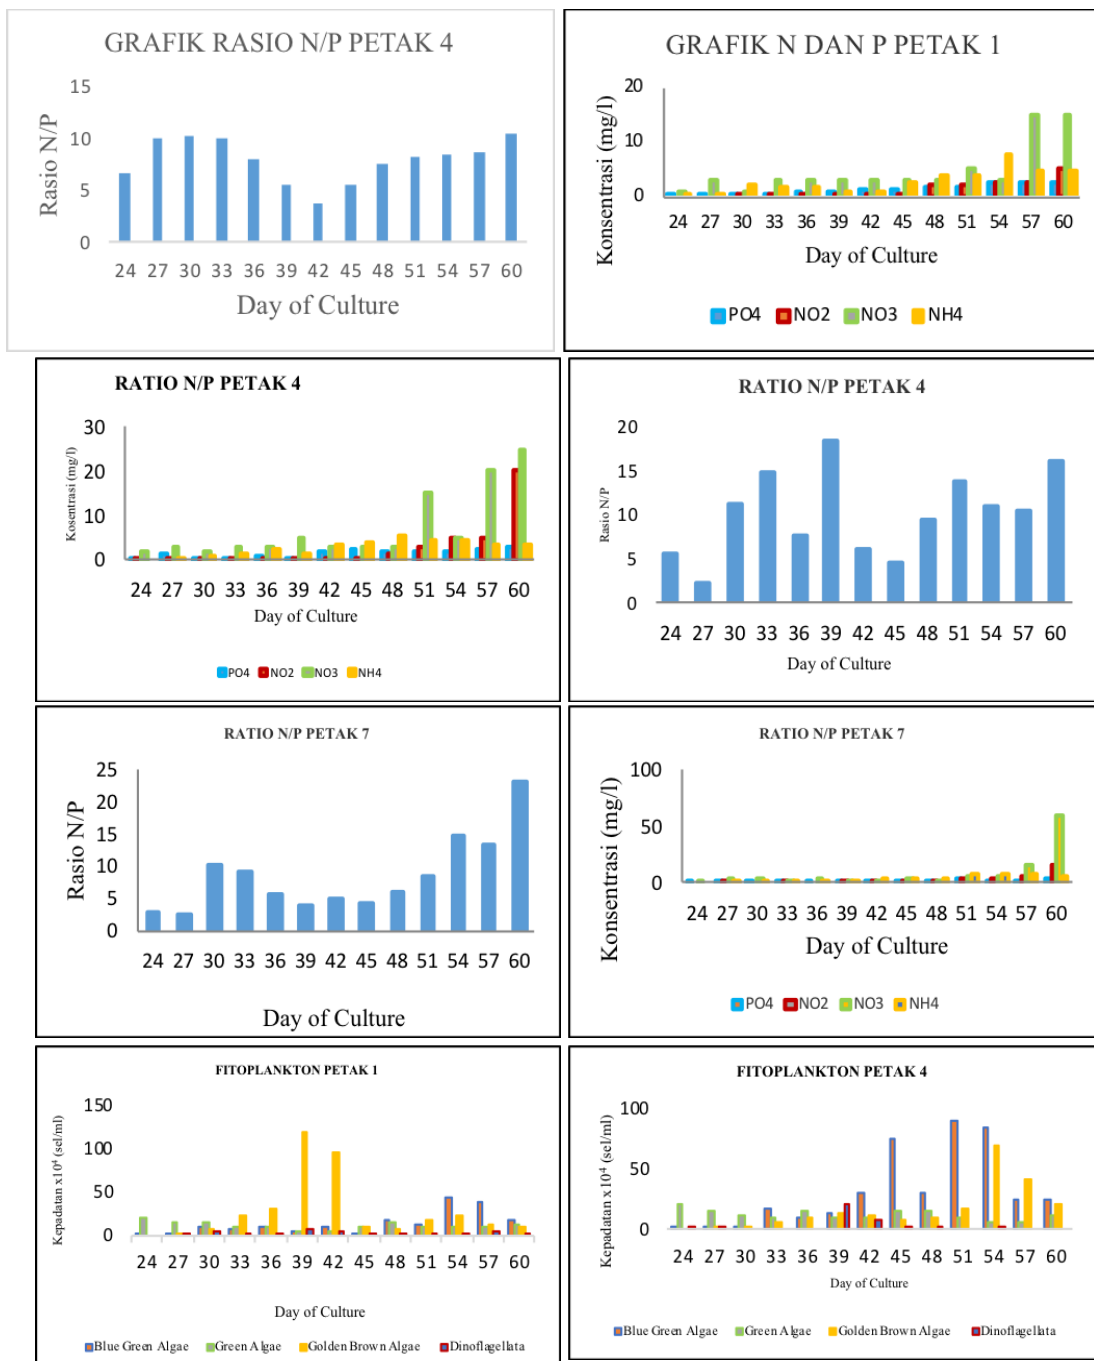 GRAFIK RASIO N/P PETAK 4
Rasio N/P
15
10
5
0
24 27 30 33 36 39 42 45 48 51 54 57 60
Day of Culture
GRAFIK N DAN P PETAK 1
Konsentrasi (mg/l)
20
10
0
24 27 30 33 36 39 42 45 48 51 54 57 60
Day of Culture
PO4 NO2 NO3 NH4
RATIO N/P PETAK 4
Kosentrasi (mg/l)
30
20
10
0
24 27 30 33 36 39 42 45 48 51 54 57 60
Day of Culture
PO4 NO2 NO3 NH4
RATIO N/P PETAK 4
Rasio N/P
20
15
10
5
0
24 27 30 33 36 39 42 45 48 51 54 57 60
Day of Culture
RATIO N/P PETAK 7
Rasio N/P
25
20
15
10
5
0
24 27 30 33 36 39 42 45 48 51 54 57 60
Day of Culture
RATIO N/P PETAK 7
Konsentrasi (mg/l)
100
50
0
24 27 30 33 36 39 42 45 48 51 54 57 60
Day of Culture
PO4 NO2 NO3 NH4
FITOPLANKTON PETAK 1
Kepadatan x10⁴ (sel/ml)
150
100
50
0
24 27 30 33 36 39 42 45 48 51 54 57 60
Day of Culture
Blue Green Algae Green Algae Golden Brown Algae Dinoflagellata
FITOPLANKTON PETAK 4
Kepadatan x10⁴ (sel/ml)
100
50
0
24 27 30 33 36 39 42 45 48 51 54 57 60
Day of Culture
Blue Green Algae Green Algae Golden Brown Algae Dinoflagellata